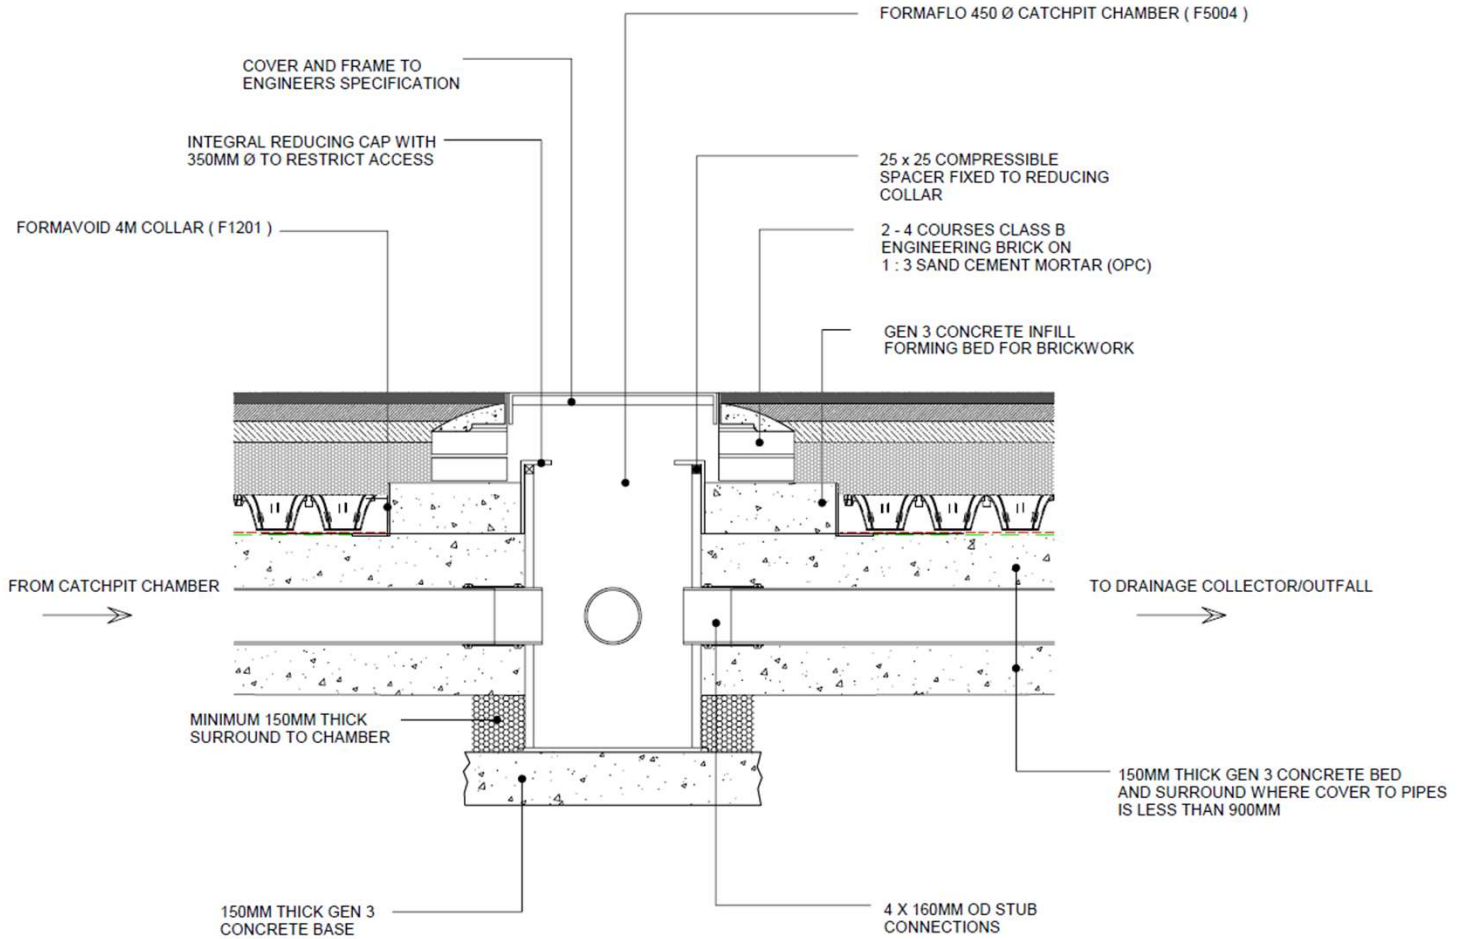 FORMAFLO 450 Ø CATCHPIT CHAMBER ( F5004 )
COVER AND FRAME TO
ENGINEERS SPECIFICATION
INTEGRAL REDUCING CAP WITH
350MM Ø TO RESTRICT ACCESS
25 x 25 COMPRESSIBLE
SPACER FIXED TO REDUCING
COLLAR
FORMAVOID 4M COLLAR ( F1201 )
2 - 4 COURSES CLASS B
ENGINEERING BRICK ON
1 : 3 SAND CEMENT MORTAR (OPC)
GEN 3 CONCRETE INFILL
FORMING BED FOR BRICKWORK
FROM CATCHPIT CHAMBER
TO DRAINAGE COLLECTOR/OUTFALL
MINIMUM 150MM THICK
SURROUND TO CHAMBER
150MM THICK GEN 3 CONCRETE BED
AND SURROUND WHERE COVER TO PIPES
IS LESS THAN 900MM
150MM THICK GEN 3
CONCRETE BASE
4 X 160MM OD STUB
CONNECTIONS